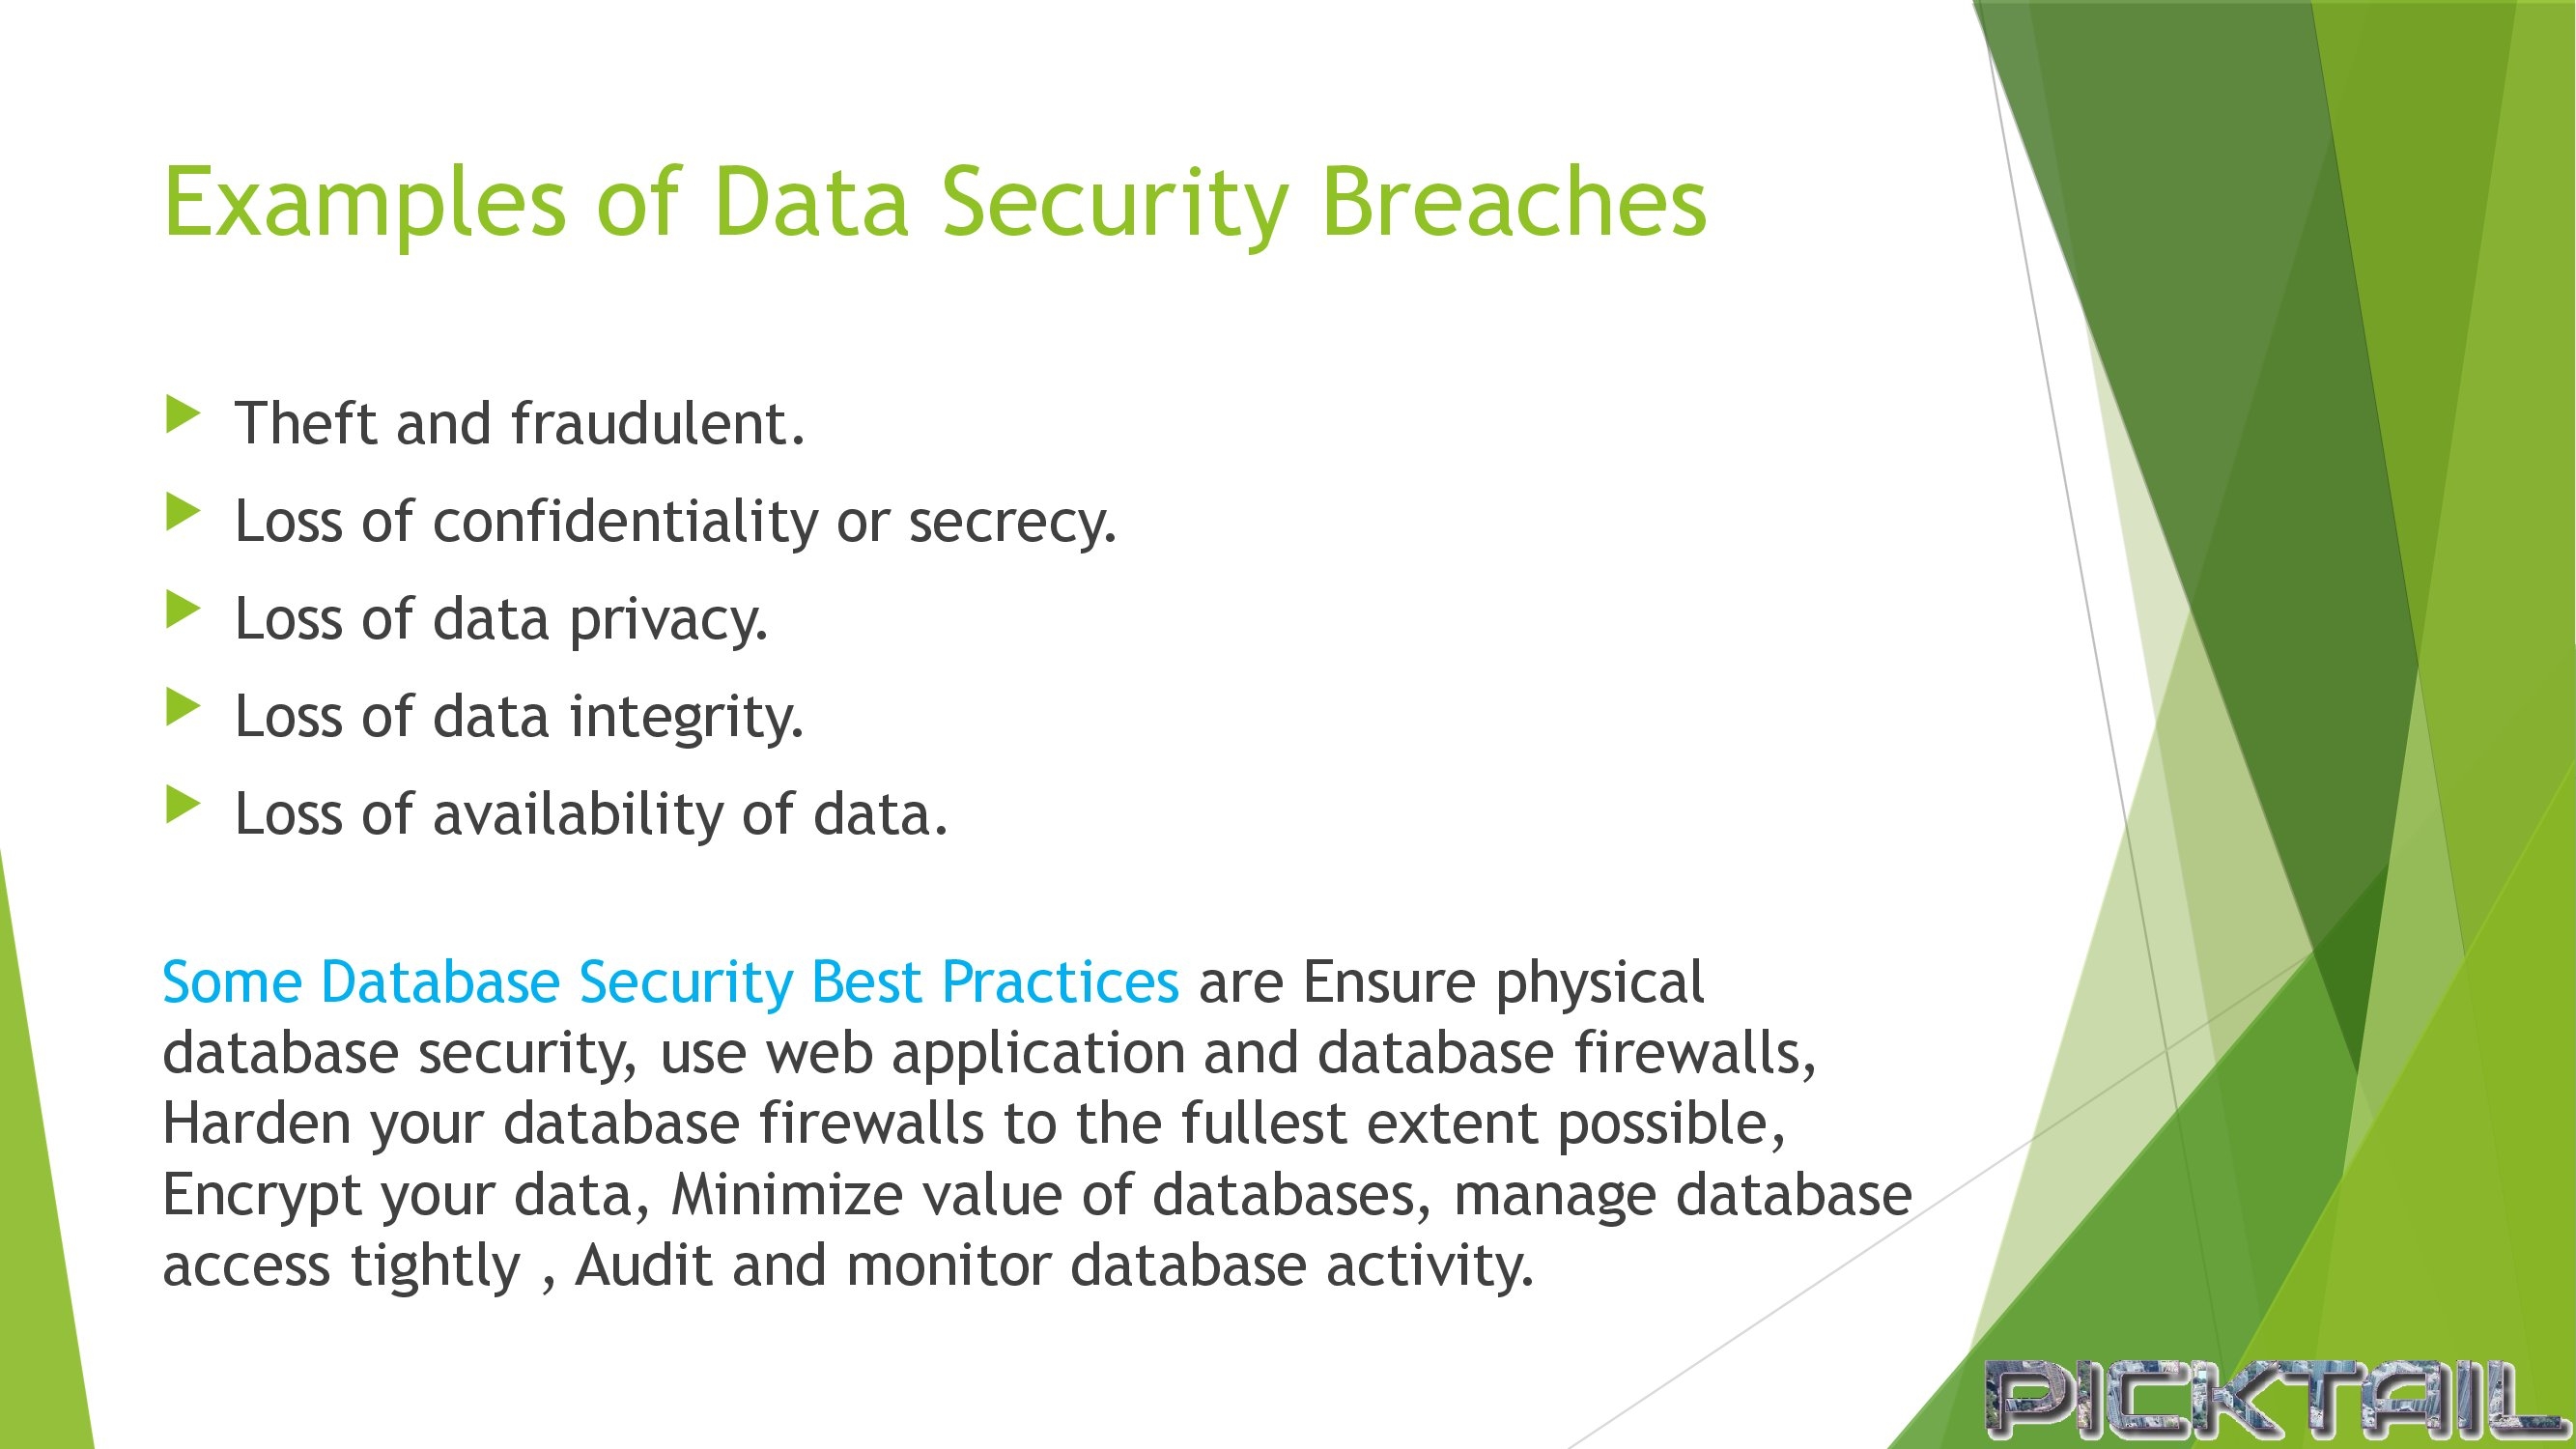 Examples of Data Security Breaches
Theft and fraudulent.
Loss of confidentiality or secrecy.
Loss of data privacy.
Loss of data integrity.
Loss of availability of data.
Some Database Security Best Practices are Ensure physical
database security, use web application and database firewalls,
Harden your database firewalls to the fullest extent possible,
Encrypt your data, Minimize value of databases, manage database
access tightly , Audit and monitor database activity.
PICKTAIL